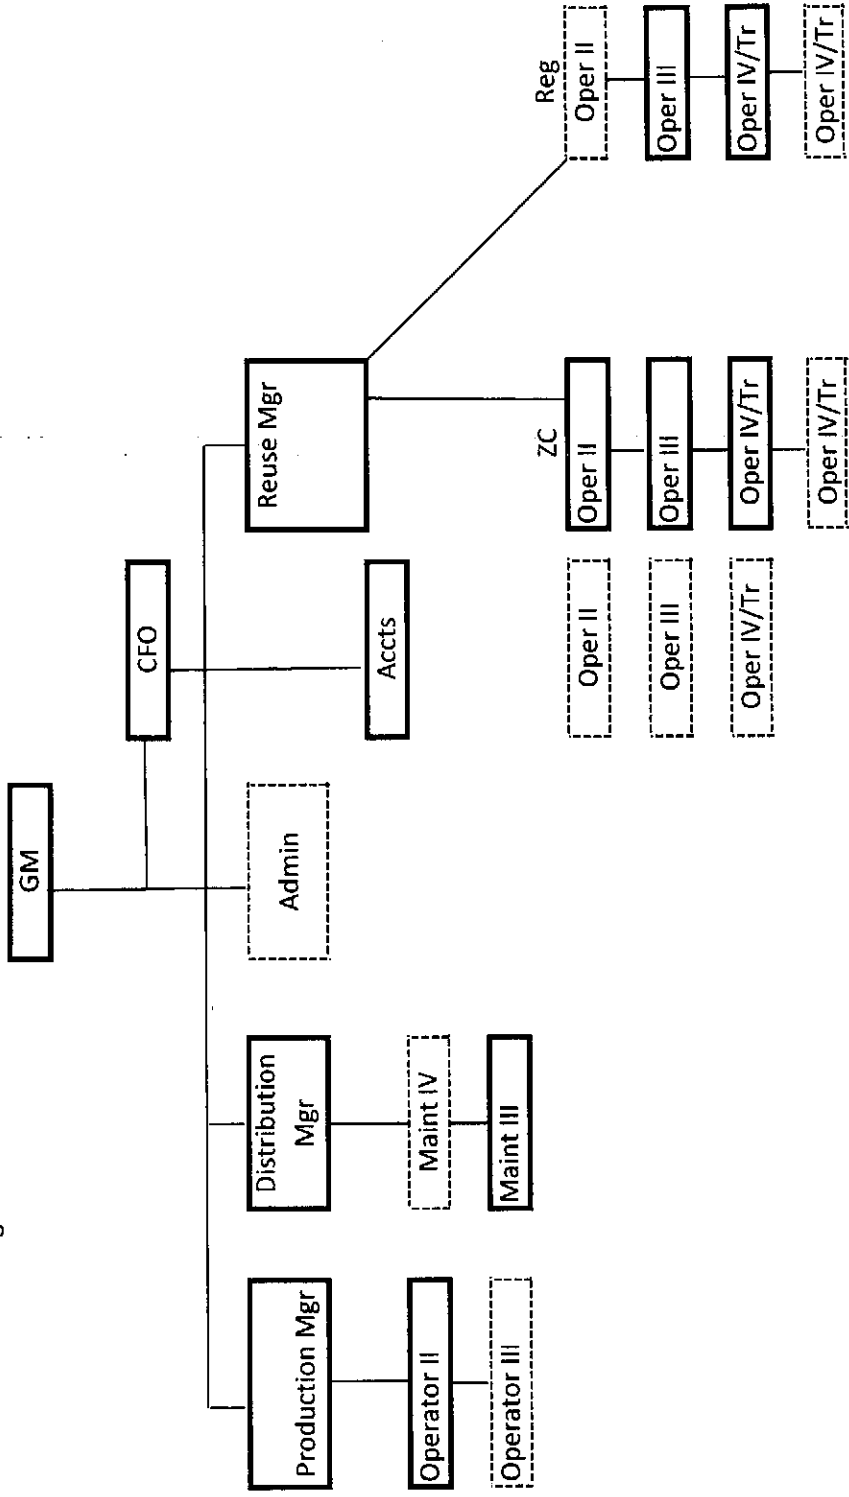 GM
CFO
Production Mgr
Distribution
Mgr
Admin
Accts
Reuse Mgr
Operator II
Operator III
Maint IV
Maint III
ZC
Reg
Oper II
Oper II
Oper II
Oper III
Oper III
Oper III
Oper IV/Tr
Oper IV/Tr
Oper IV/Tr
Oper IV/Tr
Oper IV/Tr